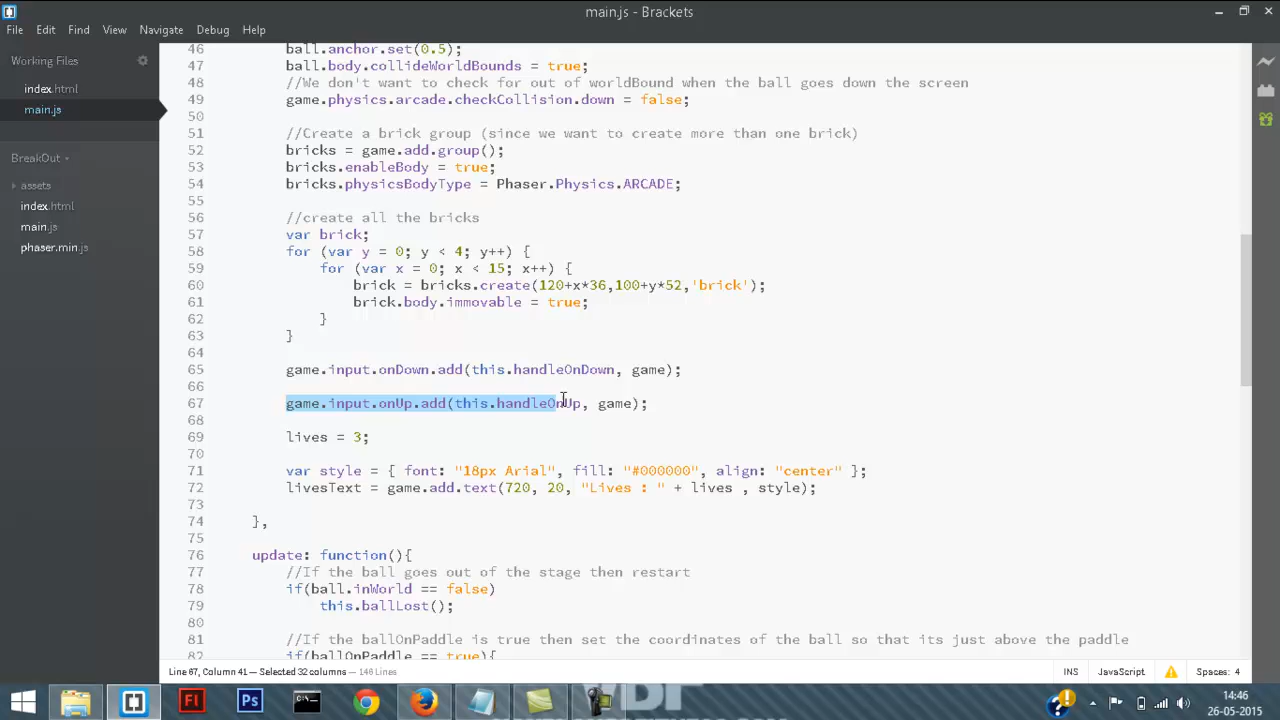 main.js - Brackets
File Edit Find View Navigate Debug Help
Working Files
index.html
main.js
BreakOut
assets
index.html
main.js
phaser.min.js
46 ball.anchor.set(0.5);
47 ball.body.collideWorldBounds = true;
48 //We don't want to check for out of worldBound when the ball goes down the screen
49 game.physics.arcade.checkCollision.down = false;
50
51 //Create a brick group (since we want to create more than one brick)
52 bricks = game.add.group();
53 bricks.enableBody = true;
54 bricks.physicsBodyType = Phaser.Physics.ARCADE;
55
56 //create all the bricks
57 var brick;
58 for (var y = 0; y < 4; y++) {
59 for (var x = 0; x < 15; x++) {
60 brick = bricks.create(120+x*36,100+y*52,'brick');
61 brick.body.immovable = true;
62 }
63 }
64
65 game.input.onDown.add(this.handleOnDown, game);
66
67 game.input.onUp.add(this.handleOnUp, game);
68
69 lives = 3;
70
71 var style = { font: "18px Arial", fill: "#000000", align: "center" };
72 livesText = game.add.text(720, 20, "Lives : " + lives , style);
73
74 },
75
76 update: function(){
77 //If the ball goes out of the stage then restart
78 if(ball.inWorld == false)
79 this.ballLost();
80
81 //If the ballOnPaddle is true then set the coordinates of the ball so that its just above the paddle
82 if(ballOnPaddle == true){
Line 67, Column 41 — Selected 32 columns — 146 Lines
INS JavaScript Spaces: 4
Fl Ps
14:46
26-05-2015